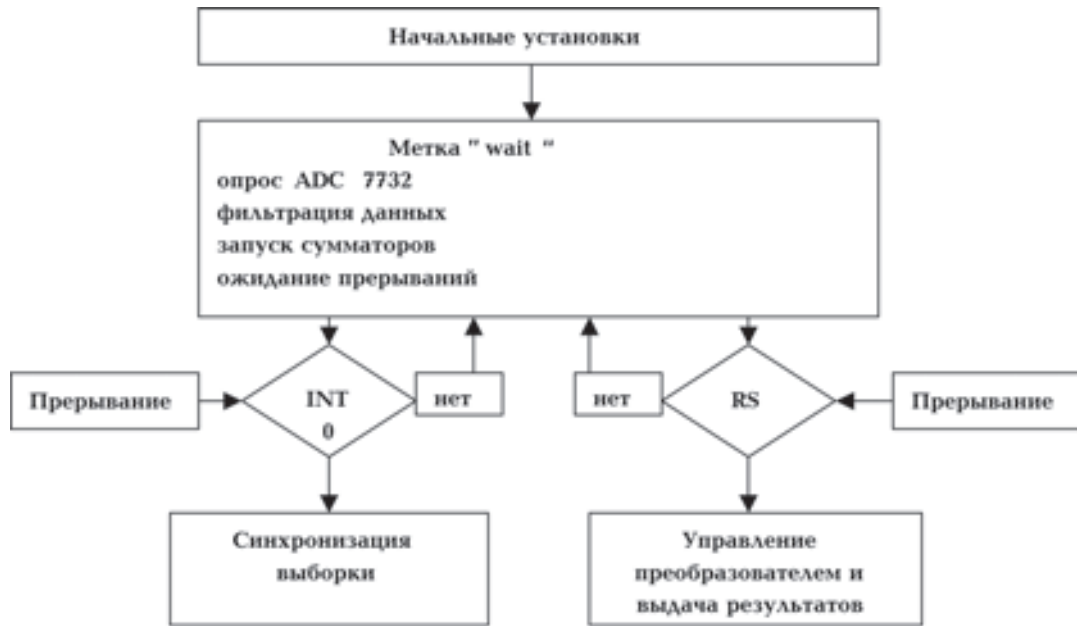 Начальные установки
Метка " wait “
опрос ADC 7732
фильтрация данных
запуск сумматоров
ожидание прерываний
Прерывание
INT
0
нет
нет
RS
Прерывание
Синхронизация
выборки
Управление
преобразователем и
выдача результатов